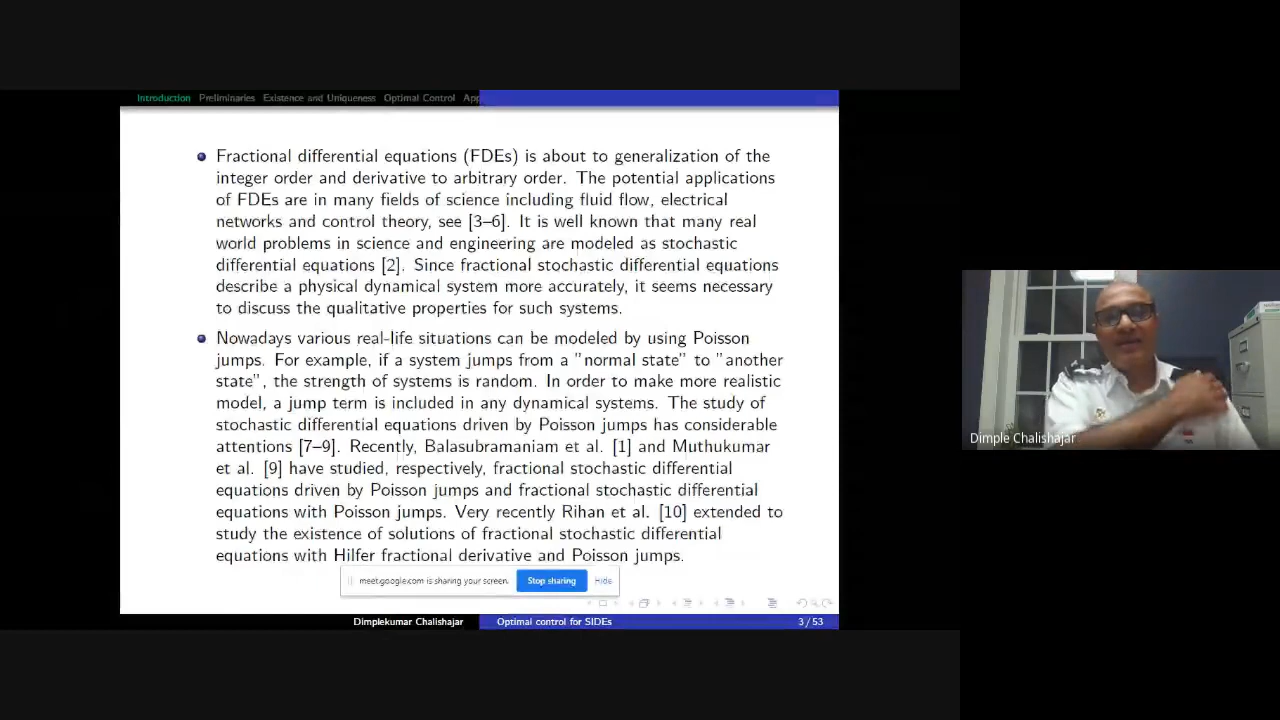 Introduction Preliminaries Existence and Uniqueness Optimal Control App
Fractional differential equations (FDEs) is about to generalization of the
integer order and derivative to arbitrary order. The potential applications
of FDEs are in many fields of science including fluid flow, electrical
networks and control theory, see [3–6]. It is well known that many real
world problems in science and engineering are modeled as stochastic
differential equations [2]. Since fractional stochastic differential equations
describe a physical dynamical system more accurately, it seems necessary
to discuss the qualitative properties for such systems.
Nowadays various real-life situations can be modeled by using Poisson
jumps. For example, if a system jumps from a "normal state" to "another
state", the strength of systems is random. In order to make more realistic
model, a jump term is included in any dynamical systems. The study of
stochastic differential equations driven by Poisson jumps has considerable
attentions [7–9]. Recently, Balasubramaniam et al. [1] and Muthukumar
et al. [9] have studied, respectively, fractional stochastic differential
equations driven by Poisson jumps and fractional stochastic differential
equations with Poisson jumps. Very recently Rihan et al. [10] extended to
study the existence of solutions of fractional stochastic differential
equations with Hilfer fractional derivative and Poisson jumps.
meet.google.com is sharing your screen. Stop sharing Hide
Dimplekumar Chalishajar Optimal control for SIDEs 3 / 53
Dimple Chalishajar